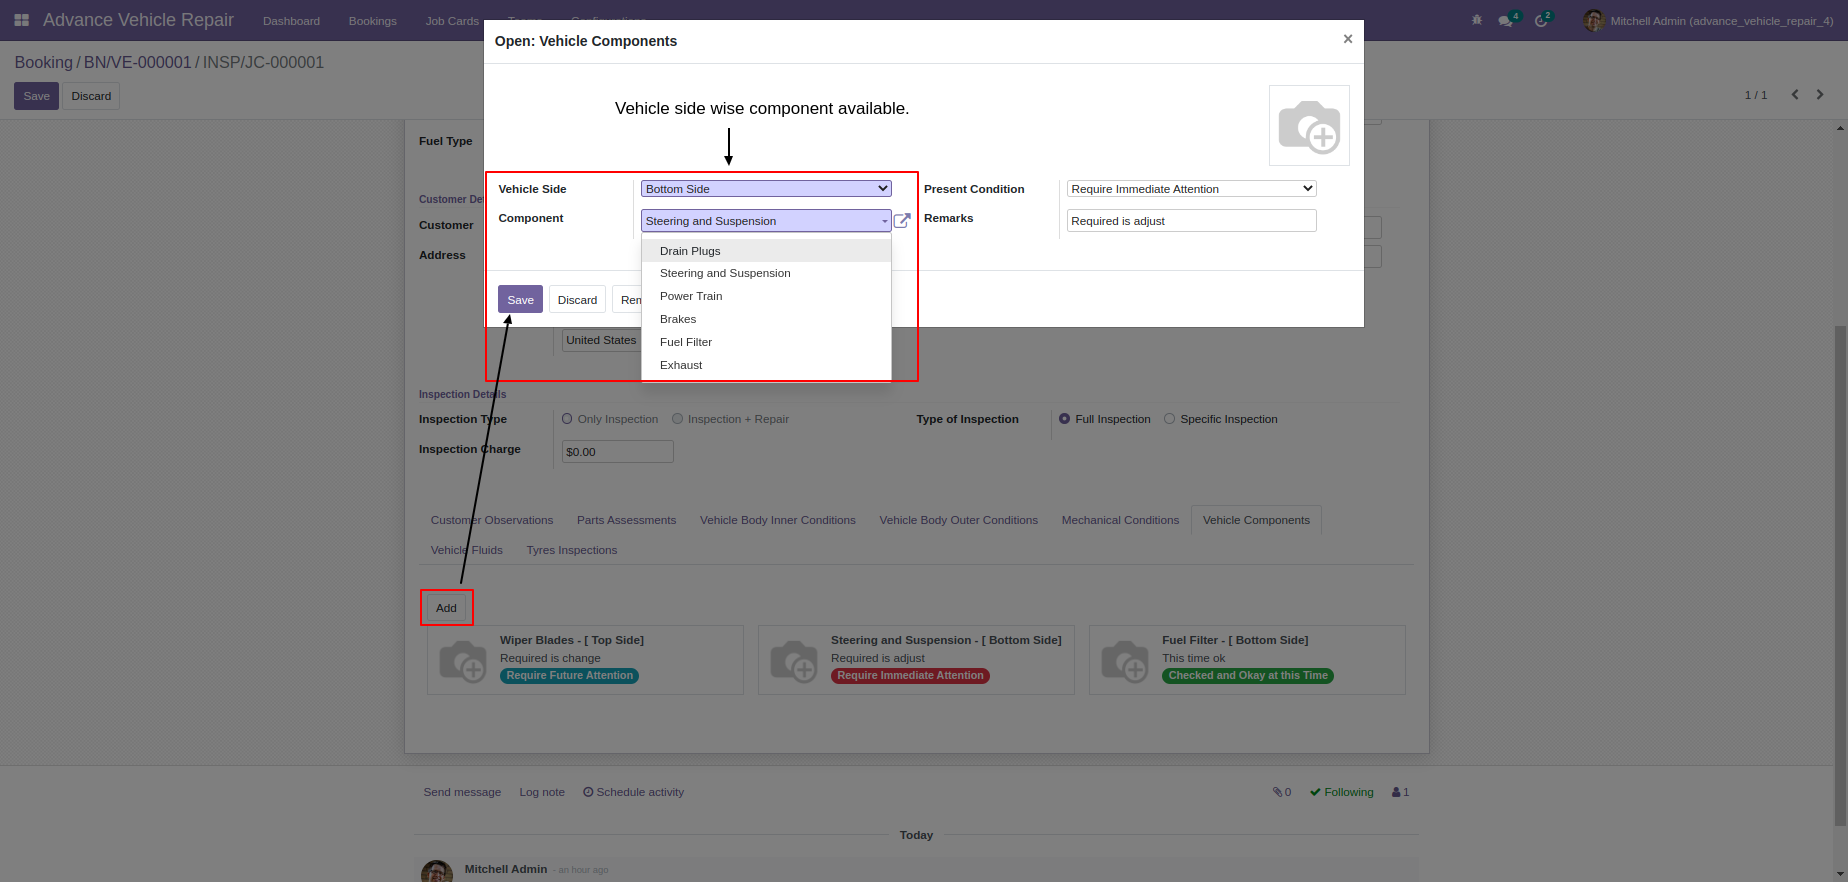 Advance Vehicle Repair Dashboard Bookings Job Cards Teams Configurations 4 2 Mitchell Admin (advance_vehicle_repair_4)
Booking / BN/VE-000001 / INSP/JC-000001
Save Discard 1 / 1
Open: Vehicle Components ×
Vehicle side wise component available.
Vehicle Side Bottom Side Present Condition Require Immediate Attention
Component Steering and Suspension Remarks Required is adjust
Drain Plugs
Steering and Suspension
Power Train
Brakes
Fuel Filter
Exhaust
Save Discard Rem
Fuel Type
Customer De
Customer
Address
United States
Inspection Details
Inspection Type Only Inspection Inspection + Repair Type of Inspection Full Inspection Specific Inspection
Inspection Charge $0.00
Customer Observations Parts Assessments Vehicle Body Inner Conditions Vehicle Body Outer Conditions Mechanical Conditions Vehicle Components
Vehicle Fluids Tyres Inspections
Add
Wiper Blades - [ Top Side]
Required is change
Require Future Attention
Steering and Suspension - [ Bottom Side]
Required is adjust
Require Immediate Attention
Fuel Filter - [ Bottom Side]
This time ok
Checked and Okay at this Time
Send message Log note Schedule activity 0 Following 1
Today
Mitchell Admin - an hour ago